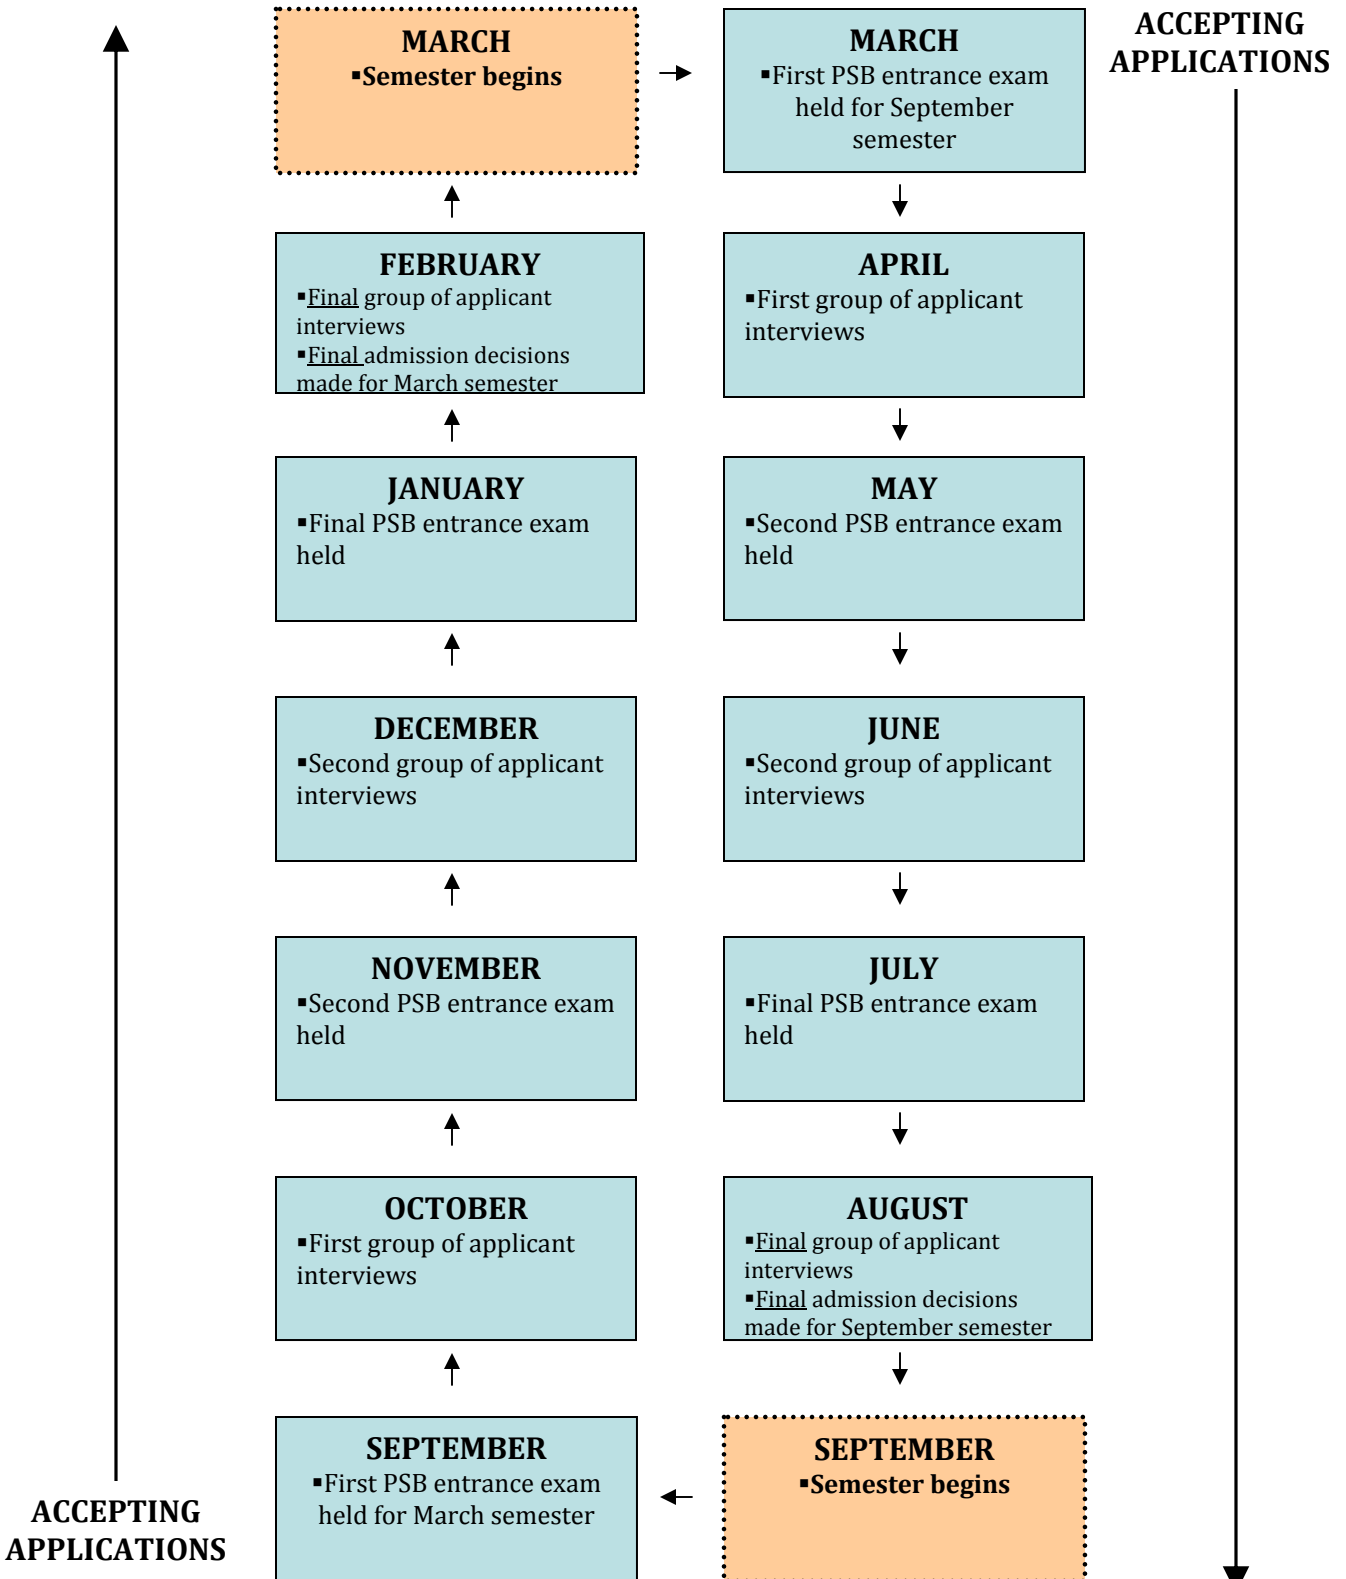 MARCH
▪Semester begins
MARCH
▪First PSB entrance exam
held for September
semester
ACCEPTING
APPLICATIONS
FEBRUARY
▪Final group of applicant
interviews
▪Final admission decisions
made for March semester
APRIL
▪First group of applicant
interviews
JANUARY
▪Final PSB entrance exam
held
MAY
▪Second PSB entrance exam
held
DECEMBER
▪Second group of applicant
interviews
JUNE
▪Second group of applicant
interviews
NOVEMBER
▪Second PSB entrance exam
held
JULY
▪Final PSB entrance exam
held
OCTOBER
▪First group of applicant
interviews
AUGUST
▪Final group of applicant
interviews
▪Final admission decisions
made for September semester
SEPTEMBER
▪First PSB entrance exam
held for March semester
SEPTEMBER
▪Semester begins
ACCEPTING
APPLICATIONS